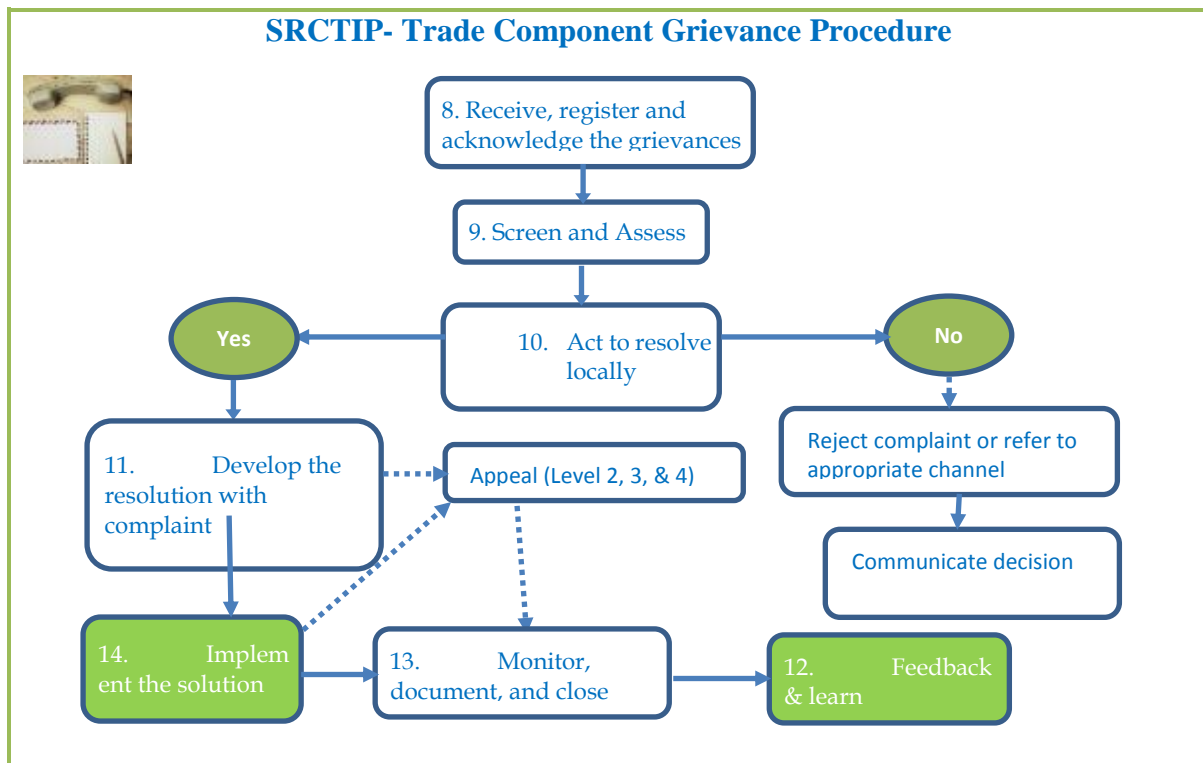 SRCTIP- Trade Component Grievance Procedure
8. Receive, register and
acknowledge the grievances
9. Screen and Assess
Yes
10. Act to resolve
locally
No
11. Develop the
resolution with
complaint
Appeal (Level 2, 3, & 4)
Reject complaint or refer to
appropriate channel
Communicate decision
14. Implem
ent the solution
13. Monitor,
document, and close
12. Feedback
& learn